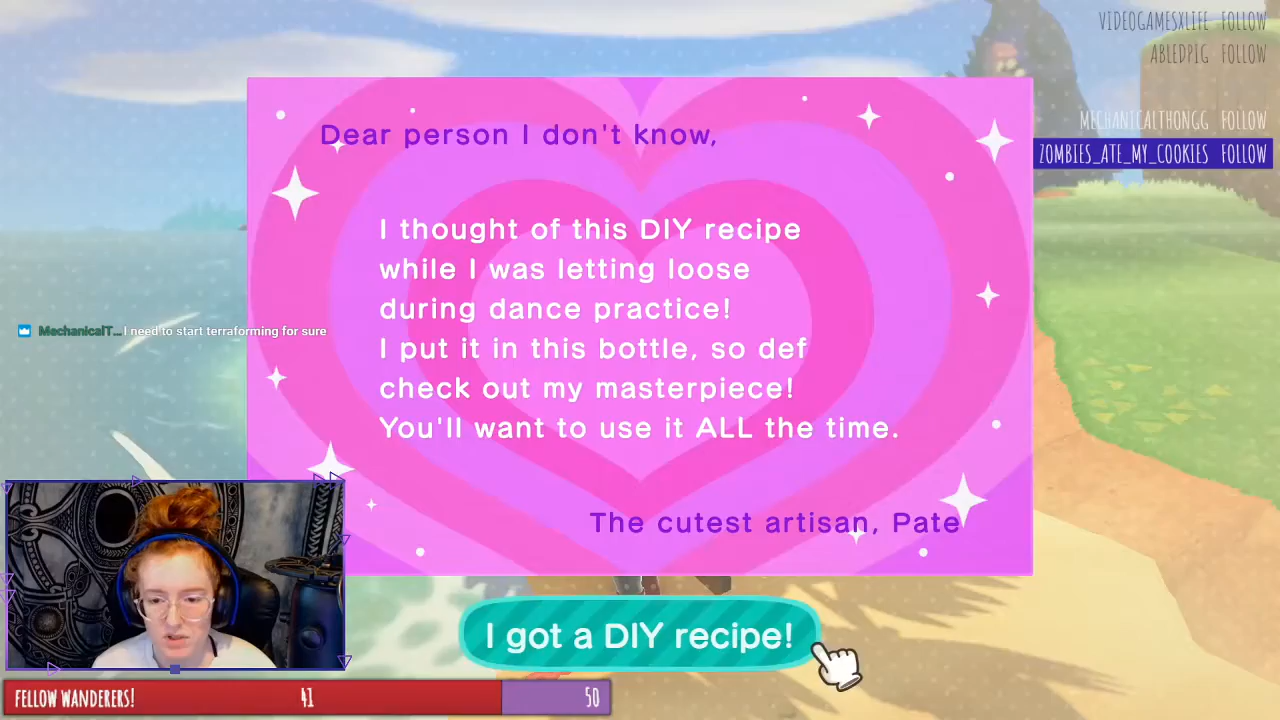 VIDEOGAMESXLIFE FOLLOW
ABLEDPIG FOLLOW
MECHANICALTHONGG FOLLOW
ZOMBIES_ATE_MY_COOKIES FOLLOW
Dear person I don't know,
I thought of this DIY recipe
while I was letting loose
during dance practice!
I put it in this bottle, so def
check out my masterpiece!
You'll want to use it ALL the time.
The cutest artisan, Pate
MechanicalT... I need to start terraforming for sure
I got a DIY recipe!
FELLOW WANDERERS! 41 50